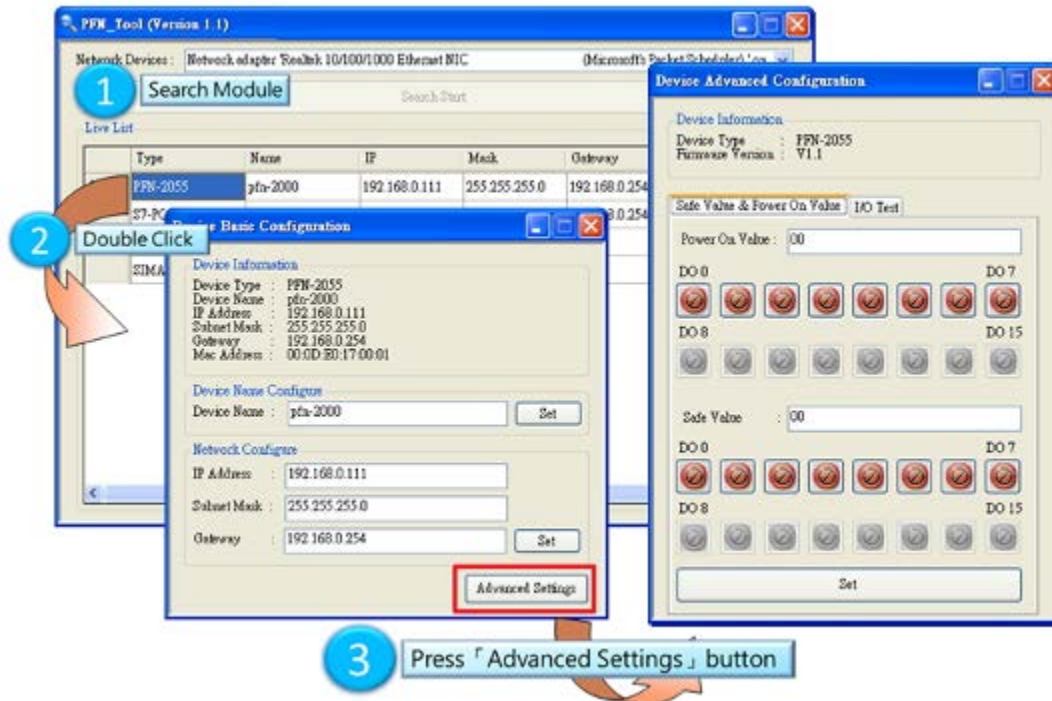 PFN_Tool (Version 1.1)
Network Devices : Network adapter 'Realtek 10/100/1000 Ethernet NIC (Microsoft's Packet Scheduler) ' on
1 Search Module
Search Start
Live List
Type Name IP Mask Gateway
PFN-2055 pfn-2000 192.168.0.111 255.255.255.0 192.168.0.254
2 Double Click
Device Basic Configuration
Device Information
Device Type : PFN-2055
Device Name : pfn-2000
IP Address : 192.168.0.111
Subnet Mask : 255.255.255.0
Gateway : 192.168.0.254
Mac Address : 00:0D:E0:17:00:01
Device Name Configure
Device Name : pfn-2000 Set
Network Configure
IP Address : 192.168.0.111
Subnet Mask : 255.255.255.0
Gateway : 192.168.0.254 Set
Advanced Settings
3 Press「Advanced Settings」button
Device Advanced Configuration
Device Information
Device Type : PFN-2055
Firmware Version : V1.1
Safe Value & Power On Value I/O Test
Power On Value : 00
DO 0 DO 7
DO 8 DO 15
Safe Value : 00
DO 0 DO 7
DO 8 DO 15
Set